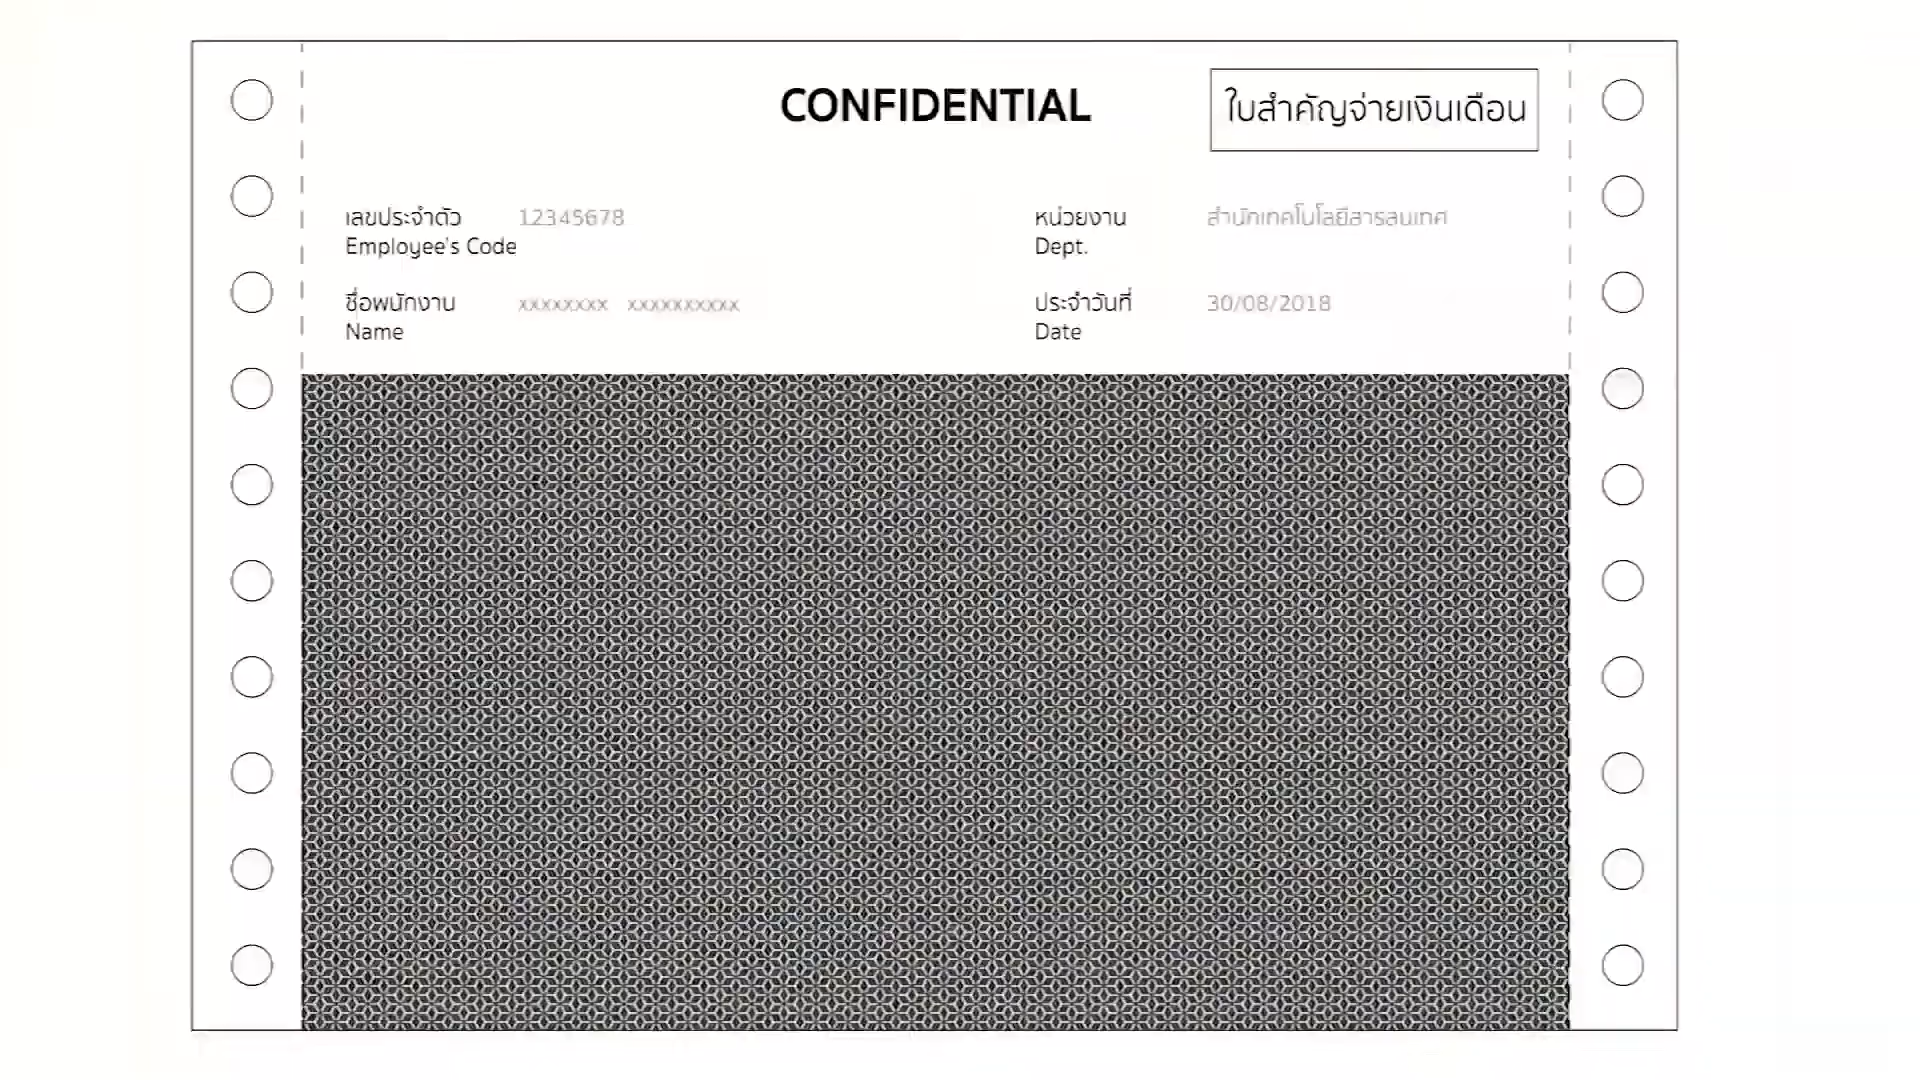 CONFIDENTIAL
ใบสำคัญจ่ายเงินเดือน
เลขประจำตัว 12345678
Employee's Code
หน่วยงาน สำนักเทคโนโลยีสารสนเทศ
Dept.
ชื่อพนักงาน xxxxxxxx xxxxxxxxxx
Name
ประจำวันที่ 30/08/2018
Date